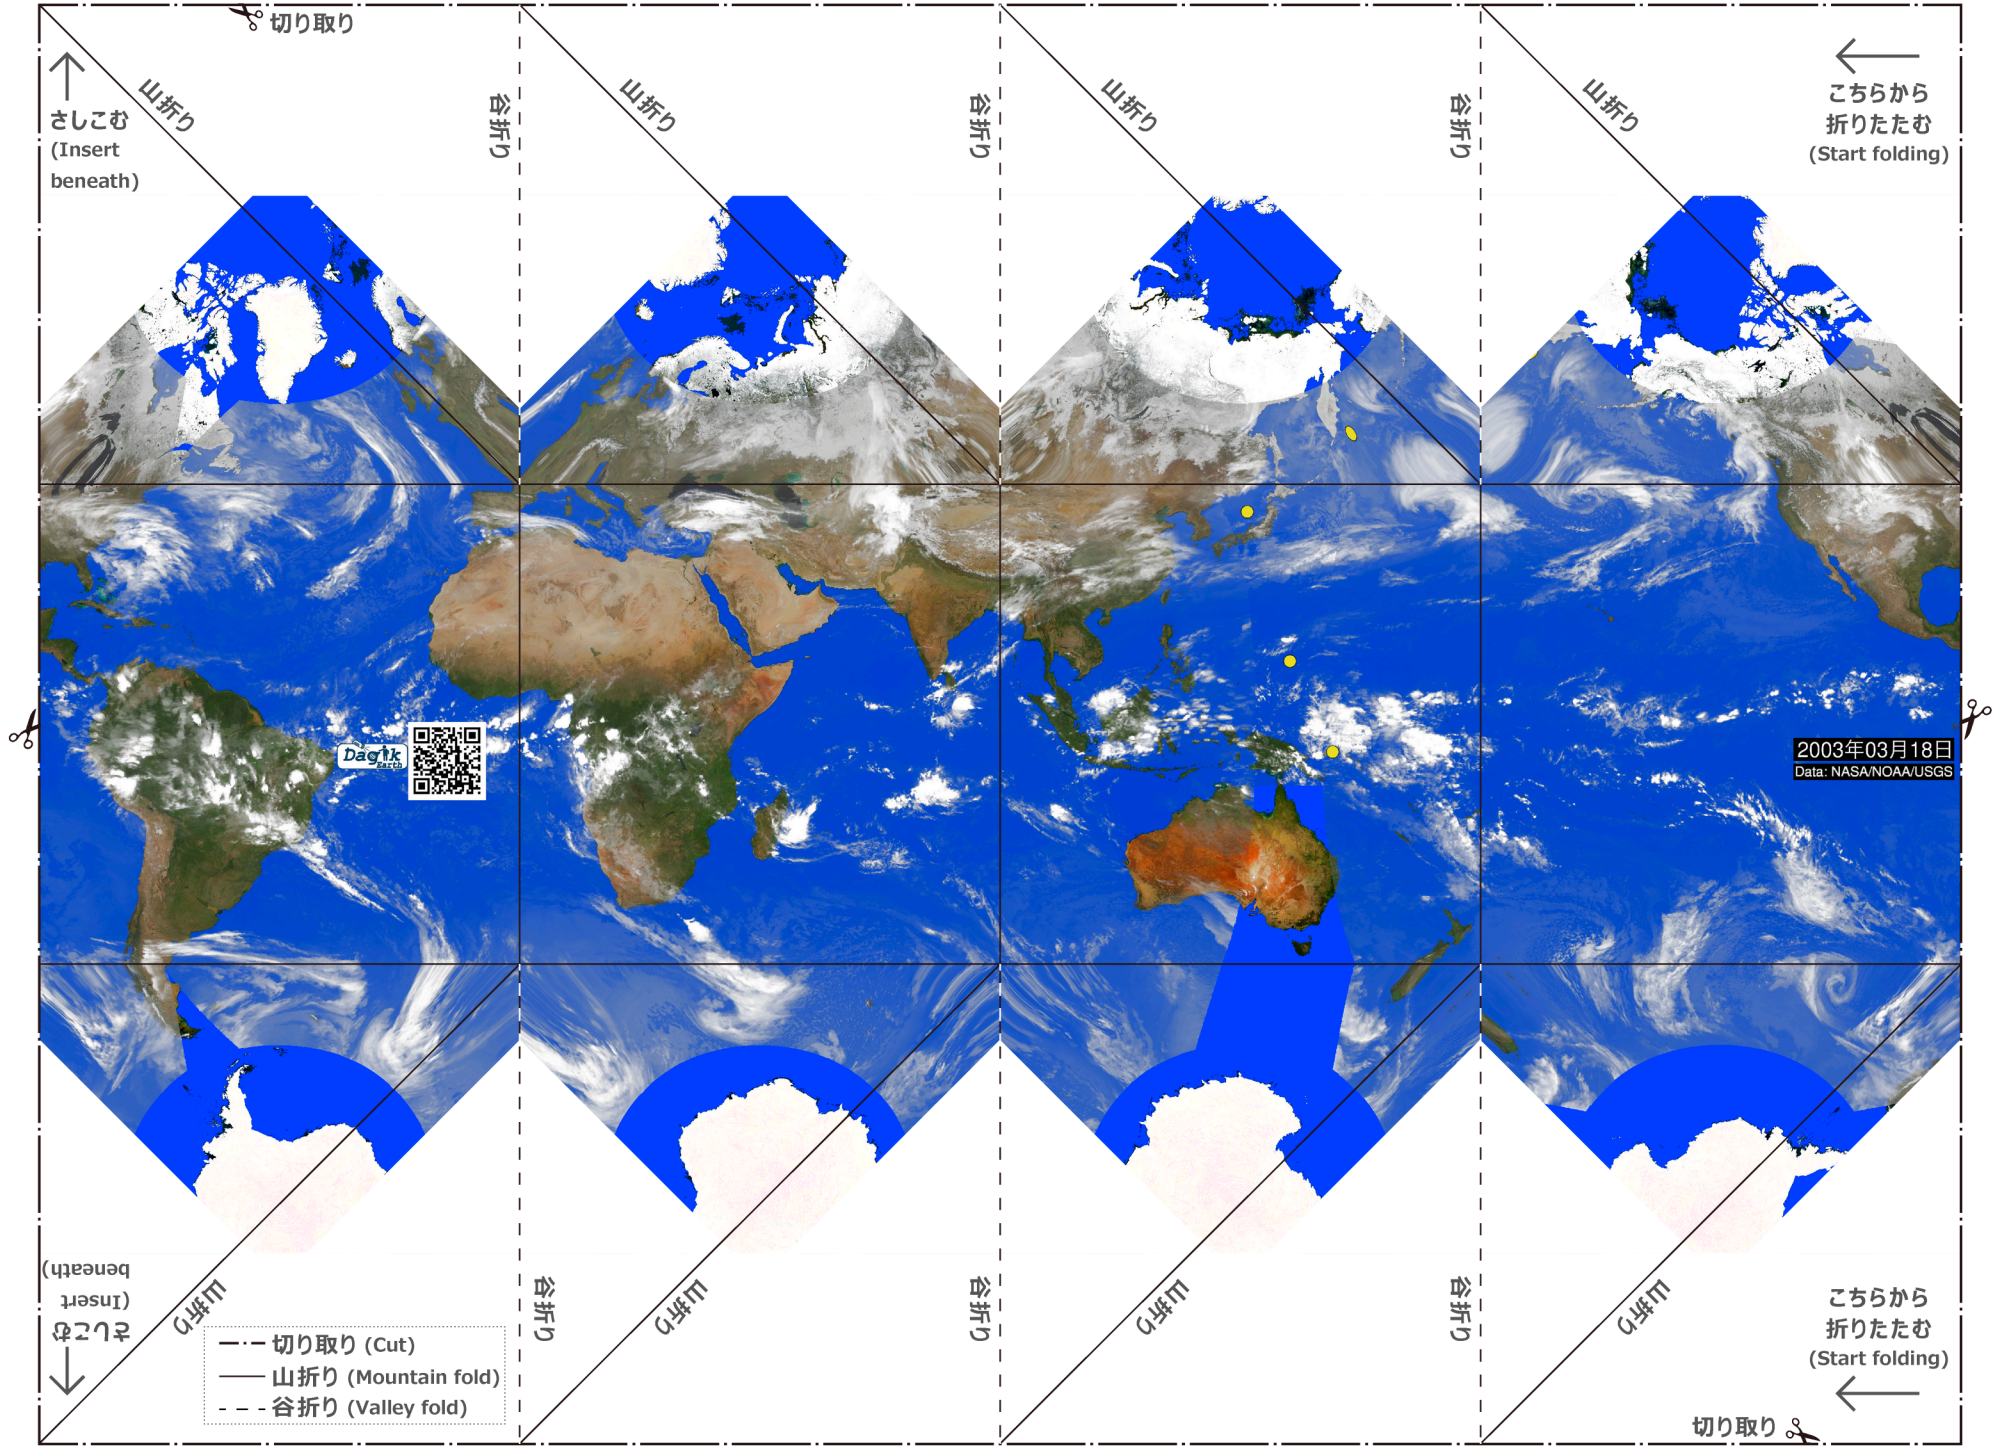 切り取り
さしこむ
(Insert
beneath)
山折り
谷折り
山折り
谷折り
山折り
谷折り
山折り
こちらから
折りたたむ
(Start folding)
Dagik
Earth
2003年03月18日
Data: NASA/NOAA/USGS
さしこむ
(Insert
beneath)
山折り
谷折り
山折り
谷折り
山折り
谷折り
山折り
こちらから
折りたたむ
(Start folding)
切り取り (Cut)
山折り (Mountain fold)
谷折り (Valley fold)
切り取り